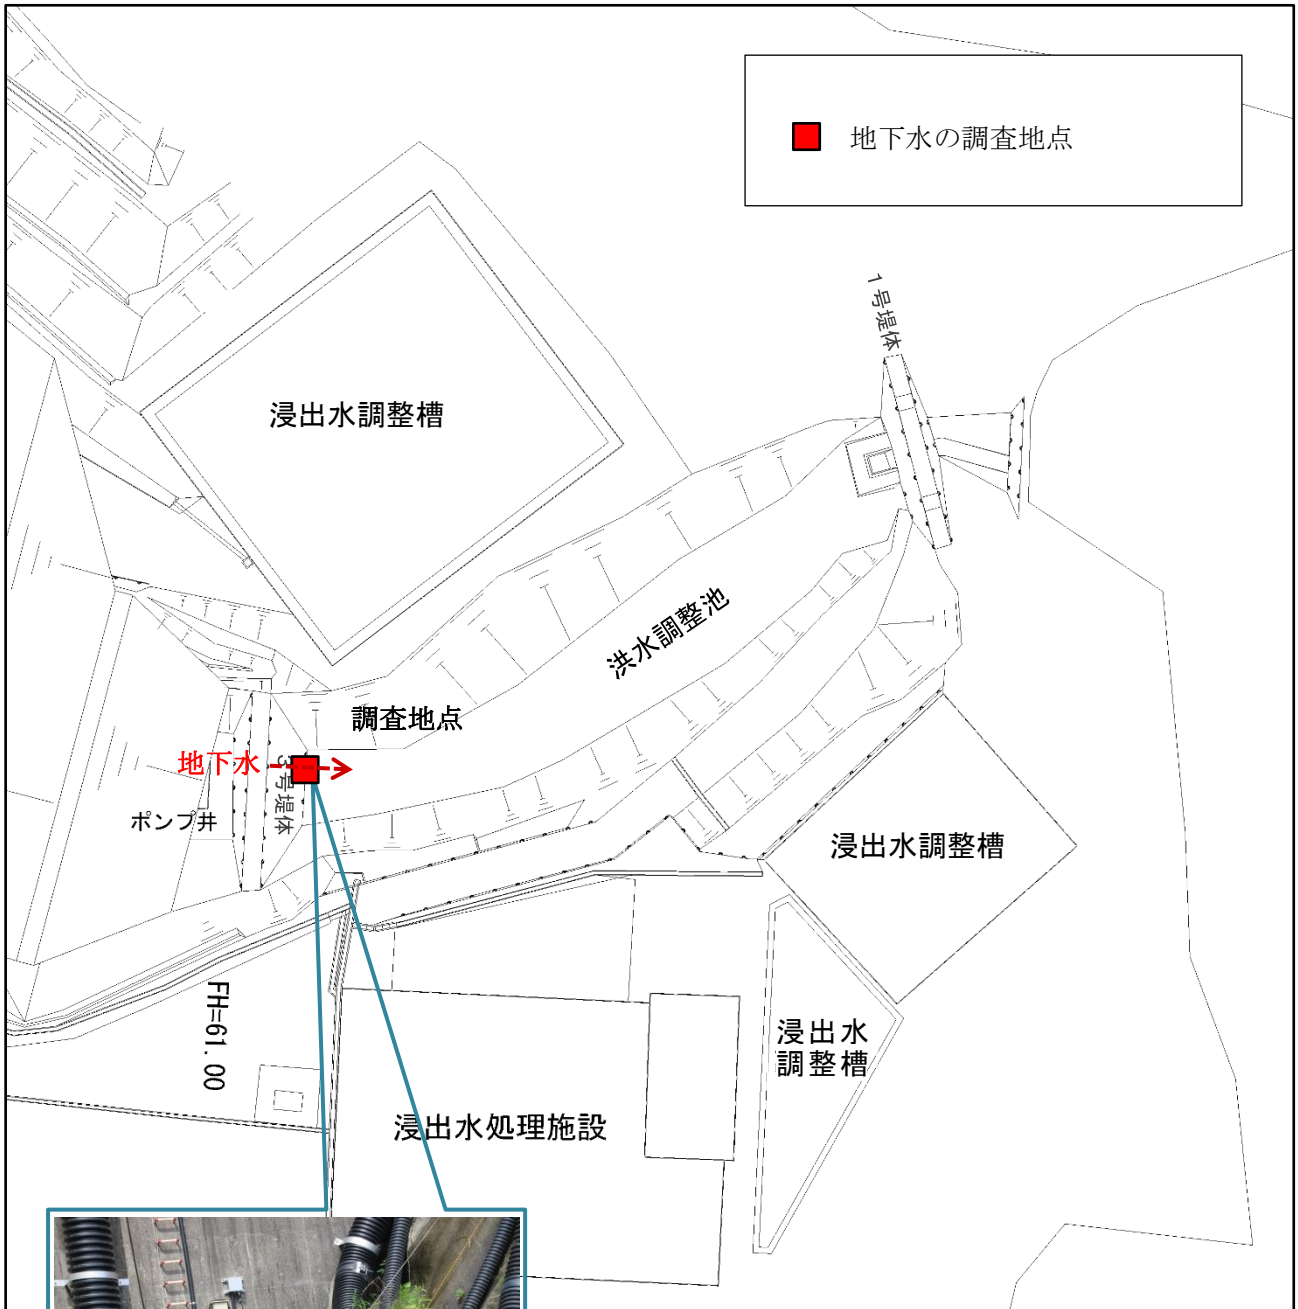 地下水の調査地点
1号堤体
浸出水調整槽
洪水調整池
調査地点
地下水
3号堤体
ポンプ井
浸出水調整槽
FH=61.00
浸出水
調整槽
浸出水処理施設